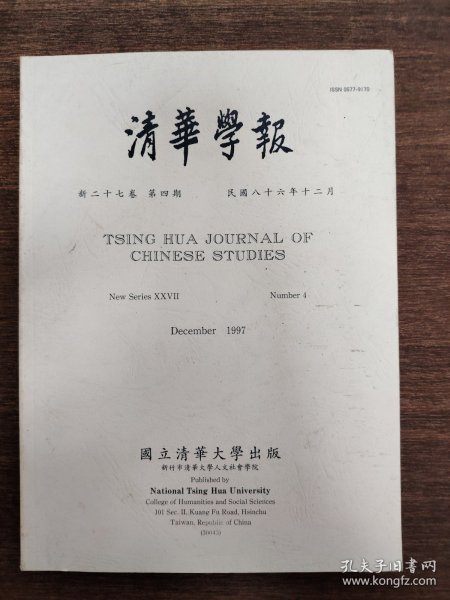 ISSN 0577-9170
清華學報
新二十七卷 第四期 民國八十六年十二月
TSING HUA JOURNAL OF
CHINESE STUDIES
New Series XXVII Number 4
December 1997
國立清華大學出版
新竹市清華大學人文社會學院
Published by
National Tsing Hua University
College of Humanities and Social Sciences
101 Sec. II, Kuang Fu Road, Hsinchu
Taiwan, Republic of China
(30043)
孔夫子旧书网
www.kongfz.com